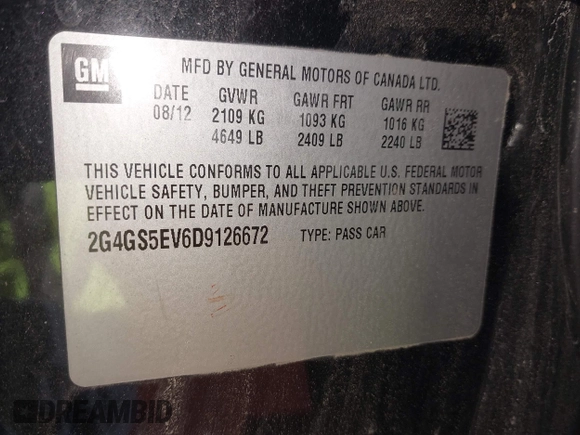 GM
MFD BY GENERAL MOTORS OF CANADA LTD.
DATE GVWR GAWR FRT GAWR RR
08/12 2109 KG 1093 KG 1016 KG
4649 LB 2409 LB 2240 LB
THIS VEHICLE CONFORMS TO ALL APPLICABLE U.S. FEDERAL MOTOR
VEHICLE SAFETY, BUMPER, AND THEFT PREVENTION STANDARDS IN
EFFECT ON THE DATE OF MANUFACTURE SHOWN ABOVE.
2G4GS5EV6D9126672 TYPE: PASS CAR
DREAMBID